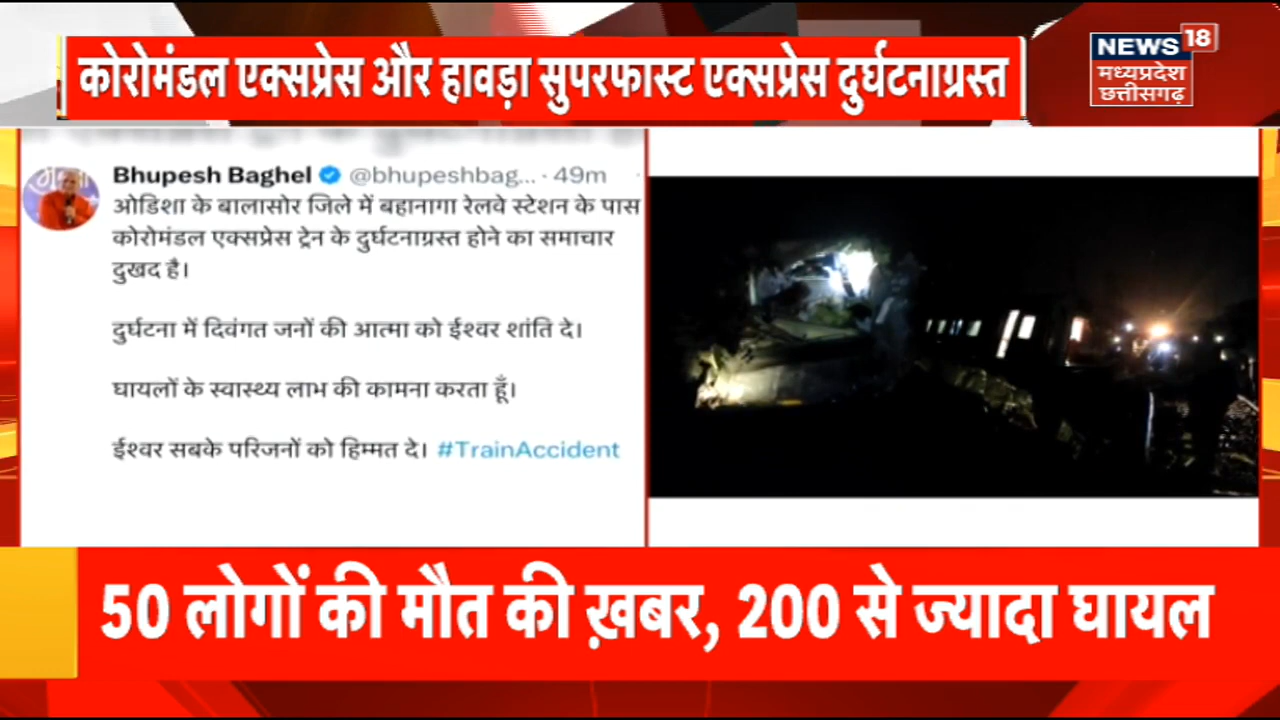 कोरोमंडल एक्सप्रेस और हावड़ा सुपरफास्ट एक्सप्रेस दुर्घटनाग्रस्त
NEWS 18
मध्यप्रदेश
छत्तीसगढ़
Bhupesh Baghel @bhupeshbag... · 49m
ओडिशा के बालासोर जिले में बहानागा रेलवे स्टेशन के पास
कोरोमंडल एक्सप्रेस ट्रेन के दुर्घटनाग्रस्त होने का समाचार
दुखद है।
दुर्घटना में दिवंगत जनों की आत्मा को ईश्वर शांति दे।
घायलों के स्वास्थ्य लाभ की कामना करता हूँ।
ईश्वर सबके परिजनों को हिम्मत दे। #TrainAccident
50 लोगों की मौत की ख़बर, 200 से ज्यादा घायल